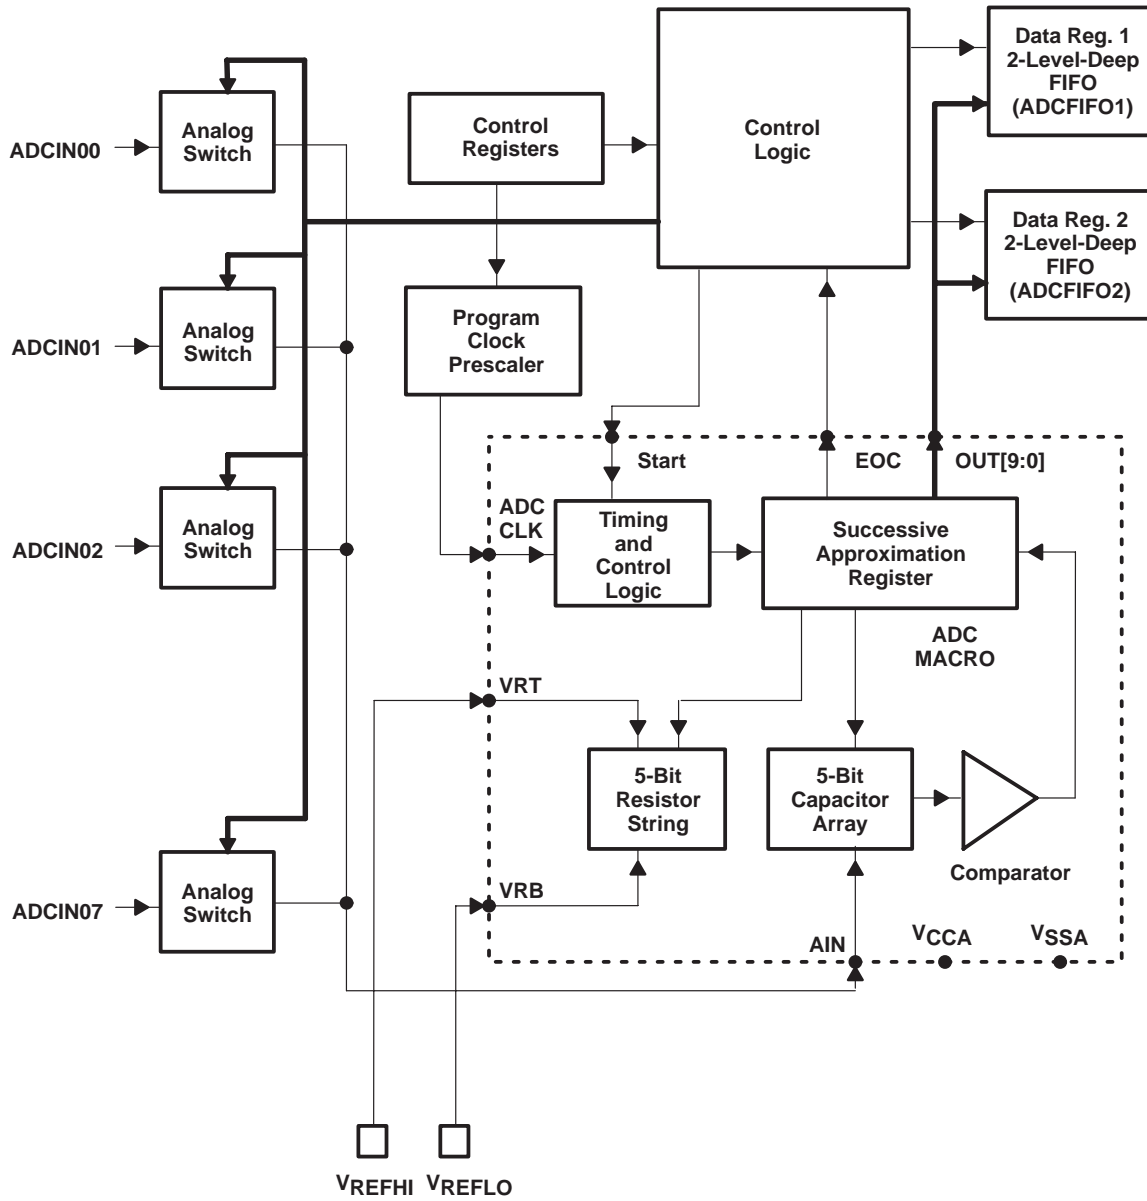 Data Reg. 1
2-Level-Deep
FIFO
(ADCFIFO1)
Control
Logic
Control
Registers
Analog
Switch
ADCIN00
Data Reg. 2
2-Level-Deep
FIFO
(ADCFIFO2)
Program
Clock
Prescaler
Analog
Switch
ADCIN01
Start
EOC
OUT[9:0]
ADC
CLK
Timing
and
Control
Logic
Successive
Approximation
Register
Analog
Switch
ADCIN02
ADC
MACRO
VRT
5-Bit
Resistor
String
5-Bit
Capacitor
Array
Comparator
Analog
Switch
ADCIN07
VRB
AIN
VCCA
VSSA
VREFHI
VREFLO